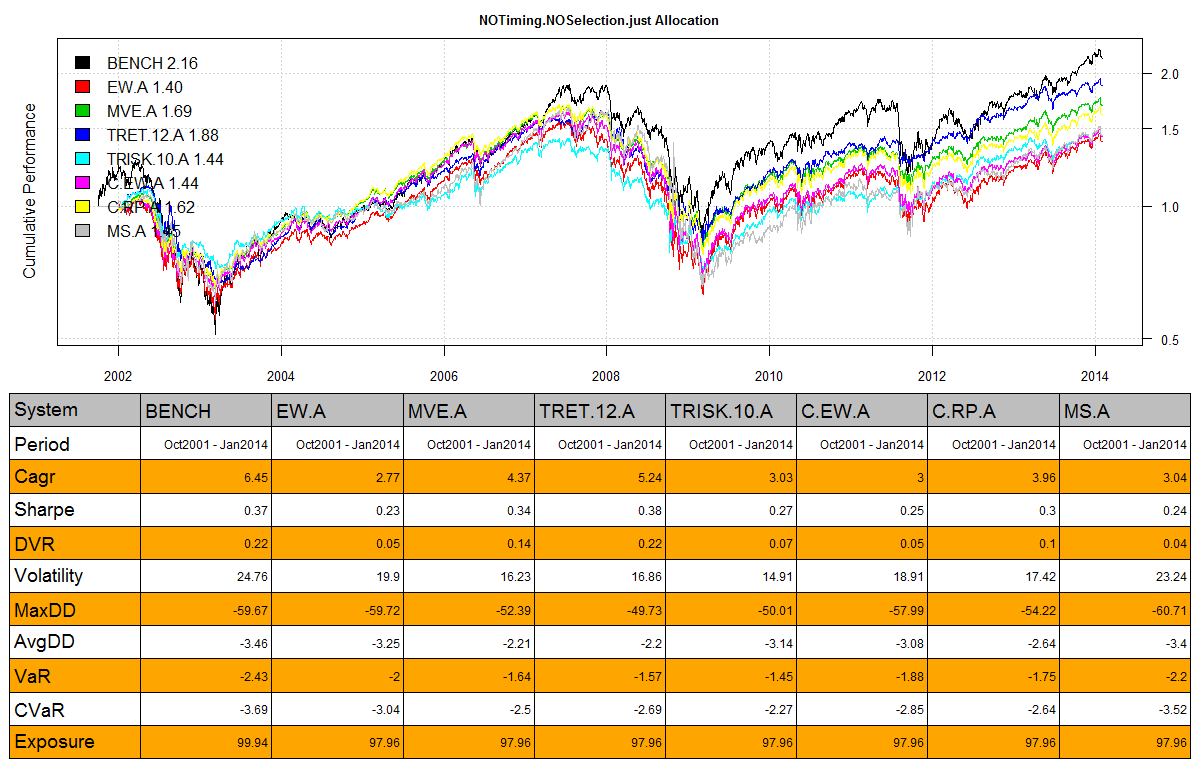 NOTiming.NOSelection.just Allocation
Cumulative Performance
BENCH 2.16
EW.A 1.40
MVE.A 1.69
TRET.12.A 1.88
TRISK.10.A 1.44
C.EW.A 1.44
C.RP.A 1.62
MS.A
2.0
1.5
1.0
0.5
2002 2004 2006 2008 2010 2012 2014
System BENCH EW.A MVE.A TRET.12.A TRISK.10.A C.EW.A C.RP.A MS.A
Period Oct2001 - Jan2014 Oct2001 - Jan2014 Oct2001 - Jan2014 Oct2001 - Jan2014 Oct2001 - Jan2014 Oct2001 - Jan2014 Oct2001 - Jan2014 Oct2001 - Jan2014
Cagr 6.45 2.77 4.37 5.24 3.03 3 3.96 3.04
Sharpe 0.37 0.23 0.34 0.38 0.27 0.25 0.3 0.24
DVR 0.22 0.05 0.14 0.22 0.07 0.05 0.1 0.04
Volatility 24.76 19.9 16.23 16.86 14.91 18.91 17.42 23.24
MaxDD -59.67 -59.72 -52.39 -49.73 -50.01 -57.99 -54.22 -60.71
AvgDD -3.46 -3.25 -2.21 -2.2 -3.14 -3.08 -2.64 -3.4
VaR -2.43 -2 -1.64 -1.57 -1.45 -1.88 -1.75 -2.2
CVaR -3.69 -3.04 -2.5 -2.69 -2.27 -2.85 -2.64 -3.52
Exposure 99.94 97.96 97.96 97.96 97.96 97.96 97.96 97.96